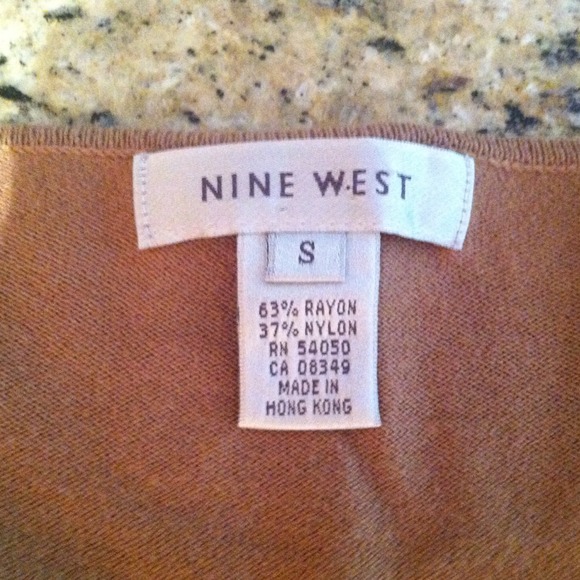 NINE WEST
S
63% RAYON
37% NYLON
RN 54050
CA 08349
MADE IN
HONG KONG